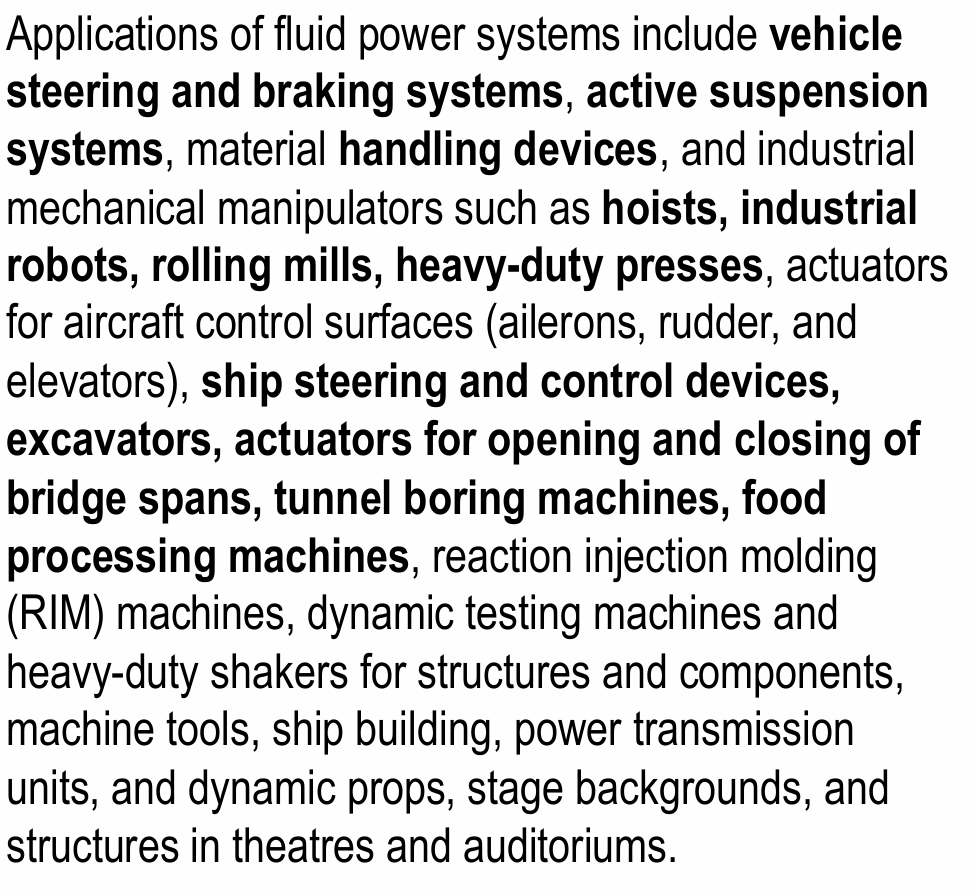 Applications of fluid power systems include vehicle
steering and braking systems, active suspension
systems, material handling devices, and industrial
mechanical manipulators such as hoists, industrial
robots, rolling mills, heavy-duty presses, actuators
for aircraft control surfaces (ailerons, rudder, and
elevators), ship steering and control devices,
excavators, actuators for opening and closing of
bridge spans, tunnel boring machines, food
processing machines, reaction injection molding
(RIM) machines, dynamic testing machines and
heavy-duty shakers for structures and components,
machine tools, ship building, power transmission
units, and dynamic props, stage backgrounds, and
structures in theatres and auditoriums.